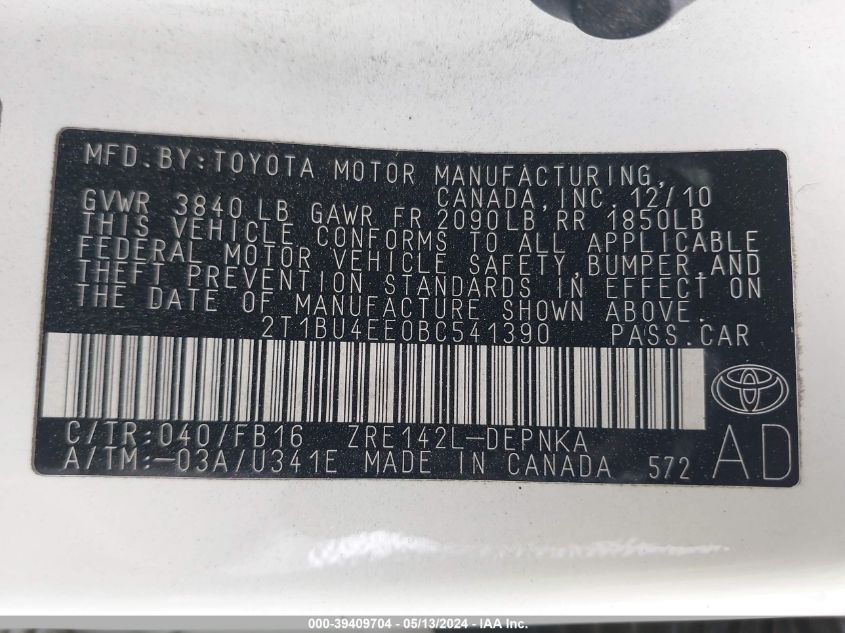 MFD.BY:TOYOTA MOTOR MANUFACTURING,
CANADA,INC. 12/10
GVWR 3840 LB GAWR FR 2090LB RR 1850LB
THIS VEHICLE CONFORMS TO ALL APPLICABLE
FEDERAL MOTOR VEHICLE SAFETY,BUMPER,AND
THEFT PREVENTION STANDARDS IN EFFECT ON
THE DATE OF MANUFACTURE SHOWN ABOVE.
2T1BU4EE0BC541390 PASS.CAR
C/TR:040/FB16 ZRE142L-DEPNKA
A/TM:-03A/U341E MADE IN CANADA 572 AD
000-39409704 - 05/13/2024 - IAA Inc.